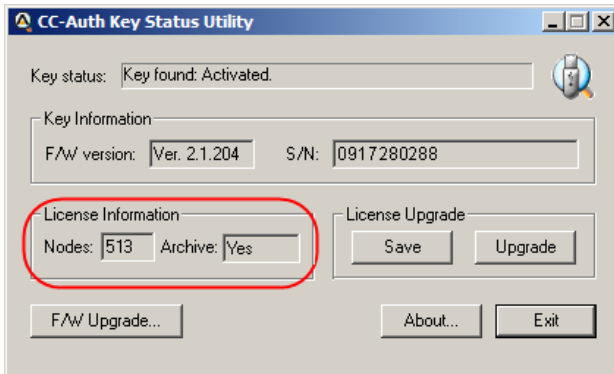 CC-Auth Key Status Utility
Key status: Key found: Activated.
Key Information
F/W version: Ver. 2.1.204 S/N: 0917280288
License Information License Upgrade
Nodes: 513 Archive: Yes Save Upgrade
F/W Upgrade... About... Exit